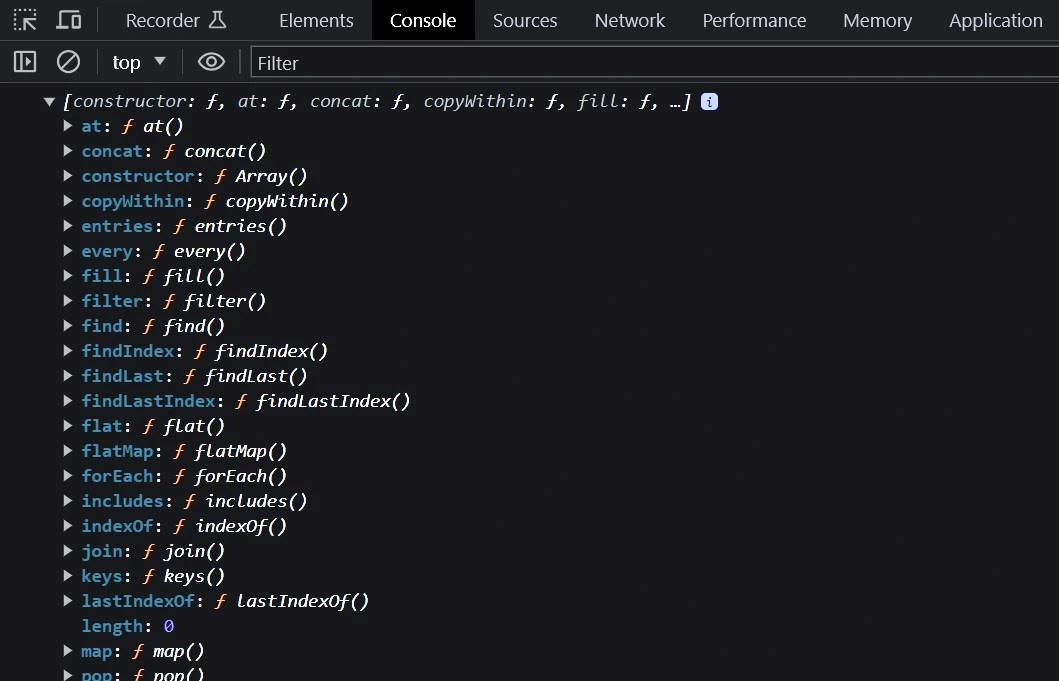 Recorder Elements Console Sources Network Performance Memory Application
top ▼ Filter
▼ [constructor: ƒ, at: ƒ, concat: ƒ, copyWithin: ƒ, fill: ƒ, …] i
▶ at: ƒ at()
▶ concat: ƒ concat()
▶ constructor: ƒ Array()
▶ copyWithin: ƒ copyWithin()
▶ entries: ƒ entries()
▶ every: ƒ every()
▶ fill: ƒ fill()
▶ filter: ƒ filter()
▶ find: ƒ find()
▶ findIndex: ƒ findIndex()
▶ findLast: ƒ findLast()
▶ findLastIndex: ƒ findLastIndex()
▶ flat: ƒ flat()
▶ flatMap: ƒ flatMap()
▶ forEach: ƒ forEach()
▶ includes: ƒ includes()
▶ indexOf: ƒ indexOf()
▶ join: ƒ join()
▶ keys: ƒ keys()
▶ lastIndexOf: ƒ lastIndexOf()
length: 0
▶ map: ƒ map()
▶ pop: ƒ pop()